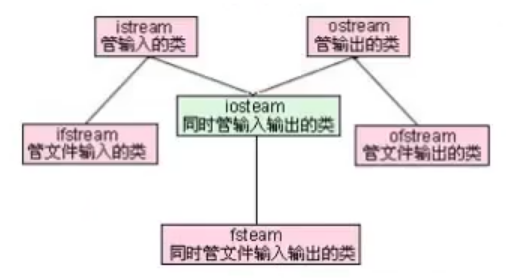 istream
管输入的类
ostream
管输出的类
iosteam
同时管输入输出的类
ifstream
管文件输入的类
ofstream
管文件输出的类
fsteam
同时管文件输入输出的类